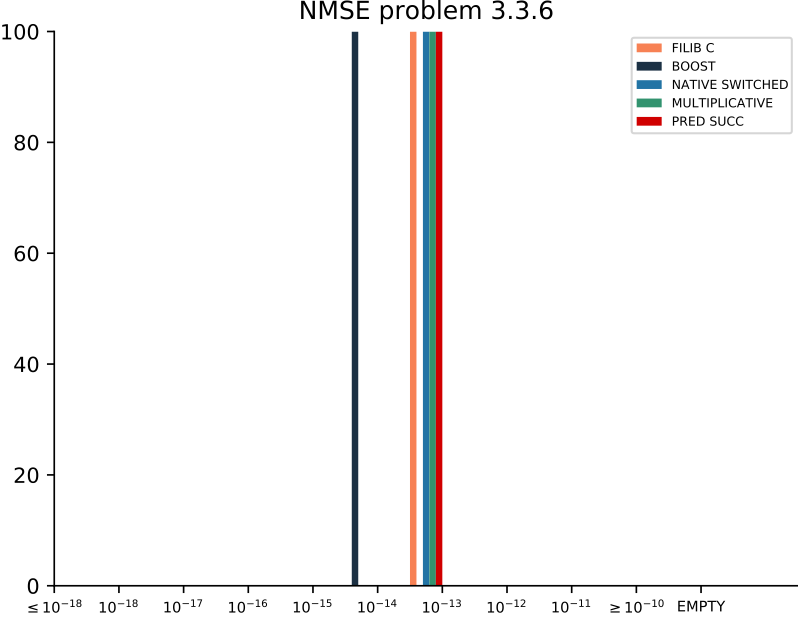 NMSE problem 3.3.6
100
80
60
40
20
0
FILIB C
BOOST
NATIVE SWITCHED
MULTIPLICATIVE
PRED SUCC
≤10⁻¹⁸ 10⁻¹⁸ 10⁻¹⁷ 10⁻¹⁶ 10⁻¹⁵ 10⁻¹⁴ 10⁻¹³ 10⁻¹² 10⁻¹¹ ≥10⁻¹⁰ EMPTY